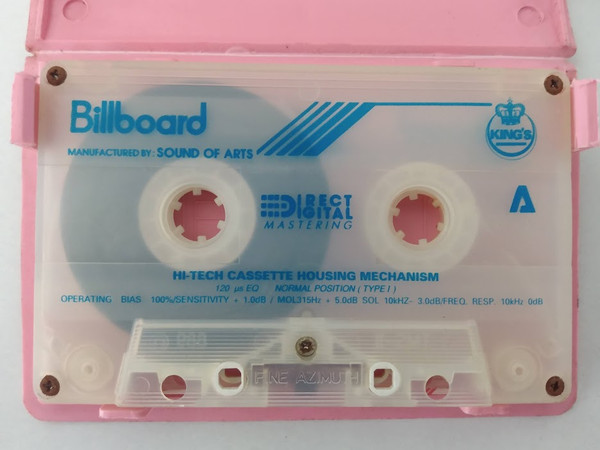 Billboard
KING'S
MANUFACTURED BY: SOUND OF ARTS
A
DIRECT
DIGITAL
MASTERING
HI-TECH CASSETTE HOUSING MECHANISM
120 µs EQ NORMAL POSITION ( TYPE I )
OPERATING BIAS 100%/SENSITIVITY + 1.0dB / MOL315Hz + 5.0dB SOL 10kHZ- 3.0dB/FREQ. RESP. 10kHz 0dB
FINE AZIMUTH